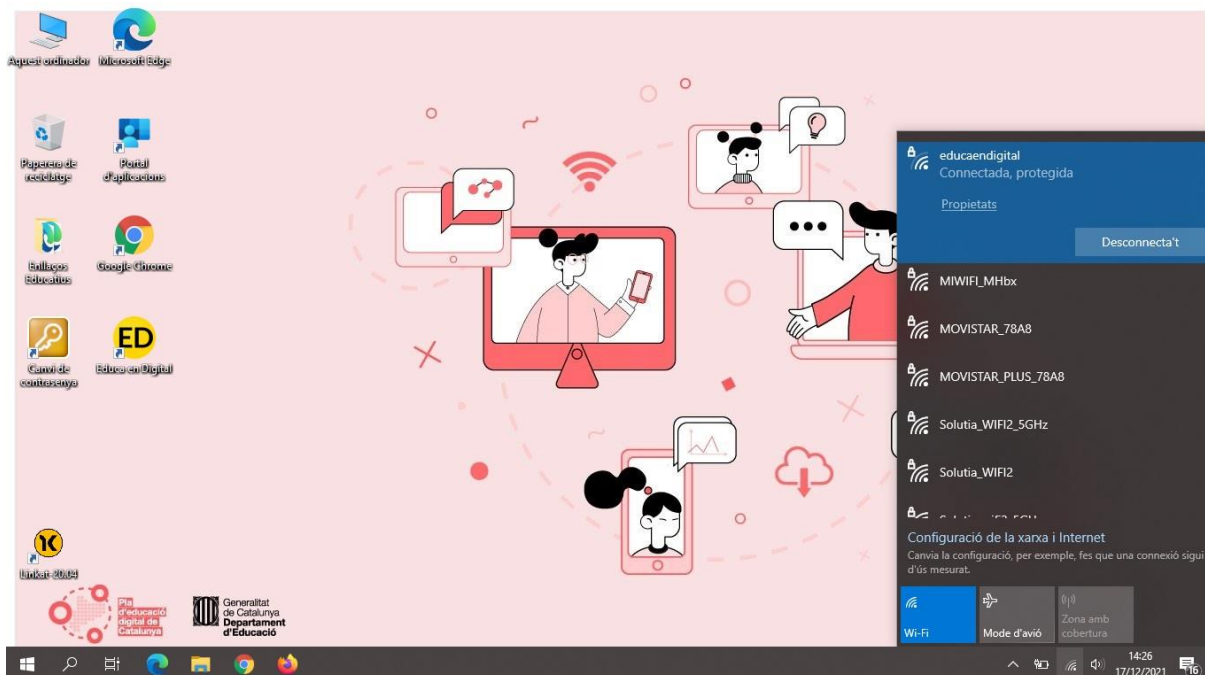 Aquest ordinador
Microsoft Edge
Paperera de
reciclatge
Portal
d'aplicacions
Enllaços
Educatius
Google Chrome
Canvi de
contrasenya
ED
Educa en Digital
Linkat-20.04
Pla
d'educació
digital de
Catalunya
Generalitat
de Catalunya
Departament
d'Educació
educaendigital
Connectada, protegida
Propietats
Desconnecta't
MIWIFI_MHbx
MOVISTAR_78A8
MOVISTAR_PLUS_78A8
Solutia_WIFI2_5GHz
Solutia_WIFI2
Configuració de la xarxa i Internet
Canvia la configuració, per exemple, fes que una connexió sigui
d'ús mesurat.
Wi-Fi
Mode d'avió
Zona amb
cobertura
14:26
17/12/2021
16